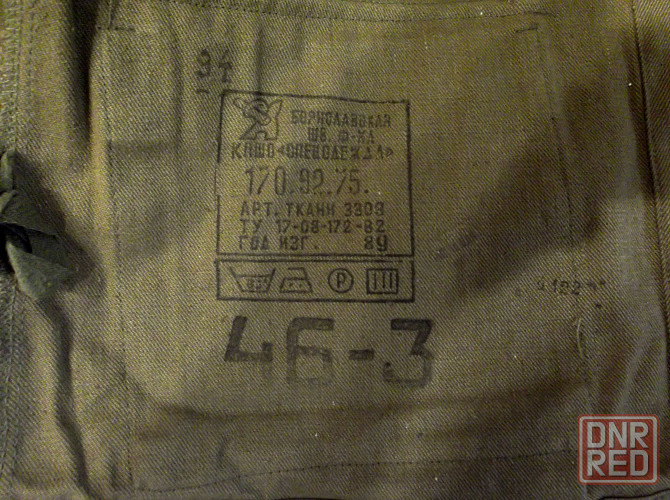 БОРИСЛАВСКАЯ
ШВ. Ф-КА
КПШО «СПЕЦОДЕЖДА»
170.92.75.
АРТ. ТКАНИ 3303
ТУ 17-08-172-82
ГОД ИЗГ. 89
Р
46-3
DNR
RED